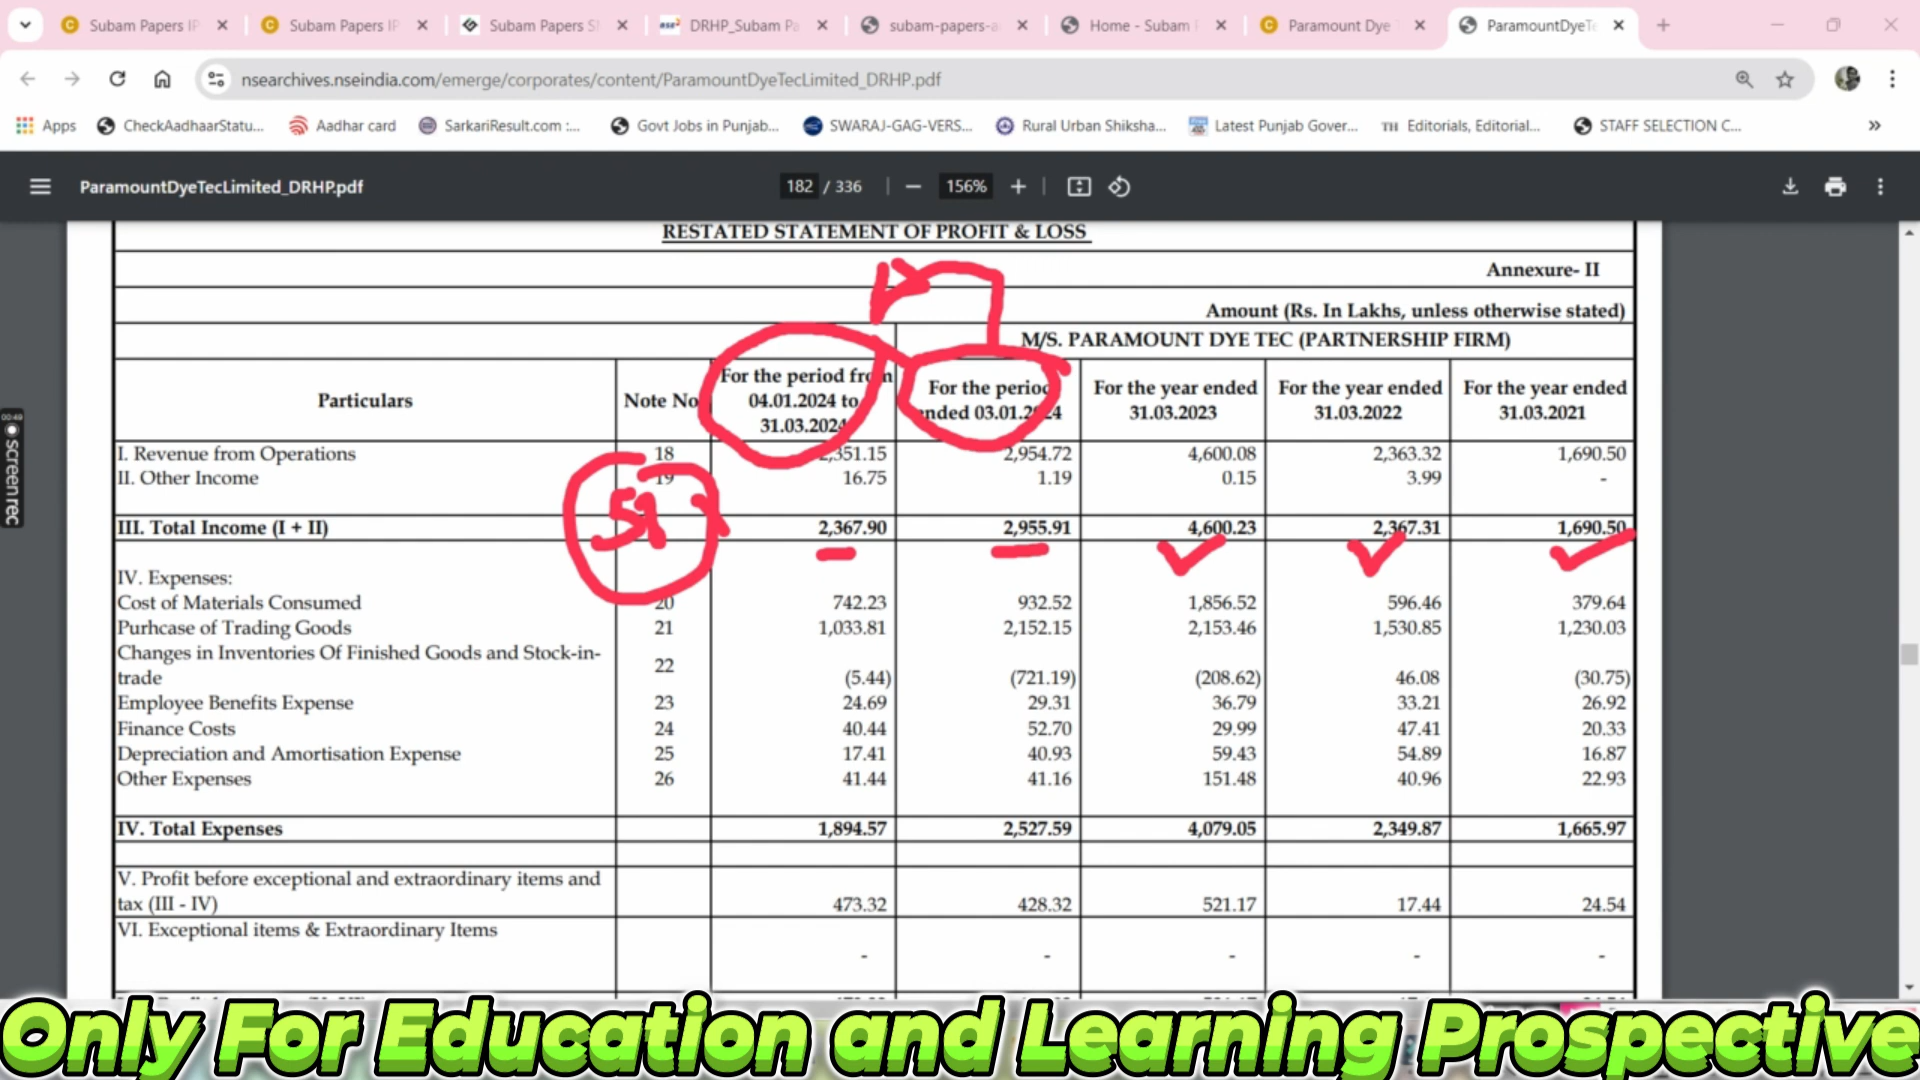 Subam Papers IP
Subam Papers IP
Subam Papers S
DRHP_Subam Pa
subam-papers-a
Home - Subam
Paramount Dye
ParamountDyeTe
nsearchives.nseindia.com/emerge/corporates/content/ParamountDyeTecLimited_DRHP.pdf
Apps CheckAadhaarStatu... Aadhar card SarkariResult.com :... Govt Jobs in Punjab... SWARAJ-GAG-VERS... Rural Urban Shiksha... Latest Punjab Gover... TH Editorials, Editorial... STAFF SELECTION C... »
ParamountDyeTecLimited_DRHP.pdf 182 / 336 156%
RESTATED STATEMENT OF PROFIT & LOSS
Annexure- II
Amount (Rs. In Lakhs, unless otherwise stated)
M/S. PARAMOUNT DYE TEC (PARTNERSHIP FIRM)
Particulars
Note No
For the period from
04.01.2024 to
31.03.2024
For the period
ended 03.01.2024
For the year ended
31.03.2023
For the year ended
31.03.2022
For the year ended
31.03.2021
I. Revenue from Operations 18 2,351.15 2,954.72 4,600.08 2,363.32 1,690.50
II. Other Income 19 16.75 1.19 0.15 3.99 -
59
III. Total Income (I + II) 2,367.90 2,955.91 4,600.23 2,367.31 1,690.50
IV. Expenses:
Cost of Materials Consumed 20 742.23 932.52 1,856.52 596.46 379.64
Purhcase of Trading Goods 21 1,033.81 2,152.15 2,153.46 1,530.85 1,230.03
Changes in Inventories Of Finished Goods and Stock-in-
trade 22 (5.44) (721.19) (208.62) 46.08 (30.75)
Employee Benefits Expense 23 24.69 29.31 36.79 33.21 26.92
Finance Costs 24 40.44 52.70 29.99 47.41 20.33
Depreciation and Amortisation Expense 25 17.41 40.93 59.43 54.89 16.87
Other Expenses 26 41.44 41.16 151.48 40.96 22.93
IV. Total Expenses 1,894.57 2,527.59 4,079.05 2,349.87 1,665.97
V. Profit before exceptional and extraordinary items and
tax (III - IV) 473.32 428.32 521.17 17.44 24.54
VI. Exceptional items & Extraordinary Items
- - - - -
00:49
screen rec
Only For Education and Learning Prospective